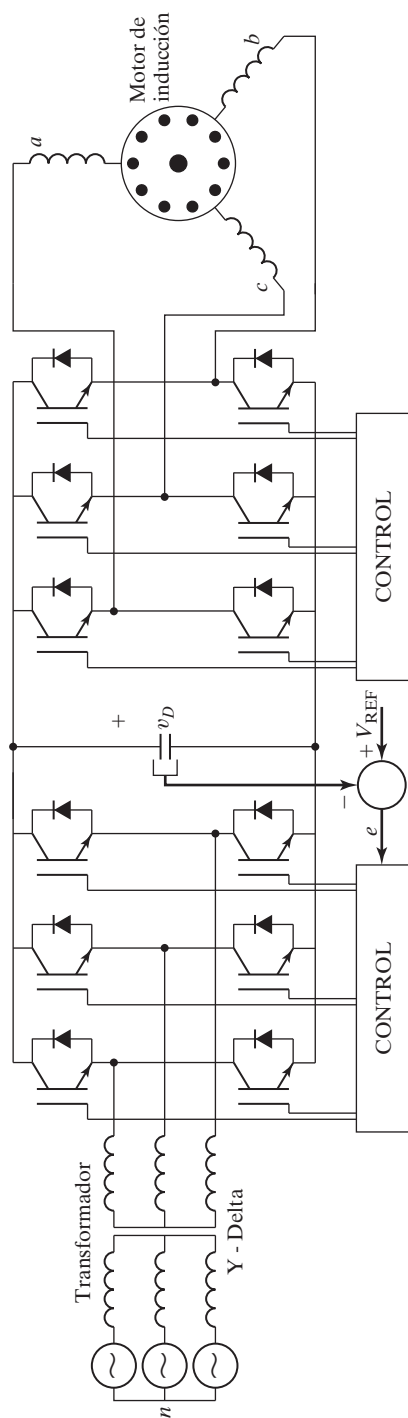 n
Transformador
Y - Delta
CONTROL
e
−
+ V_REF
+
v_D
CONTROL
a
b
c
Motor de
inducción